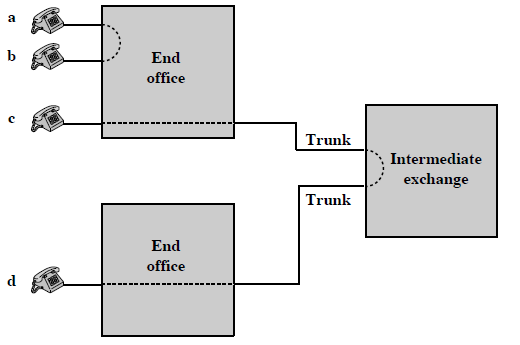 a
b
End
office
c
Trunk
Intermediate
exchange
Trunk
End
office
d